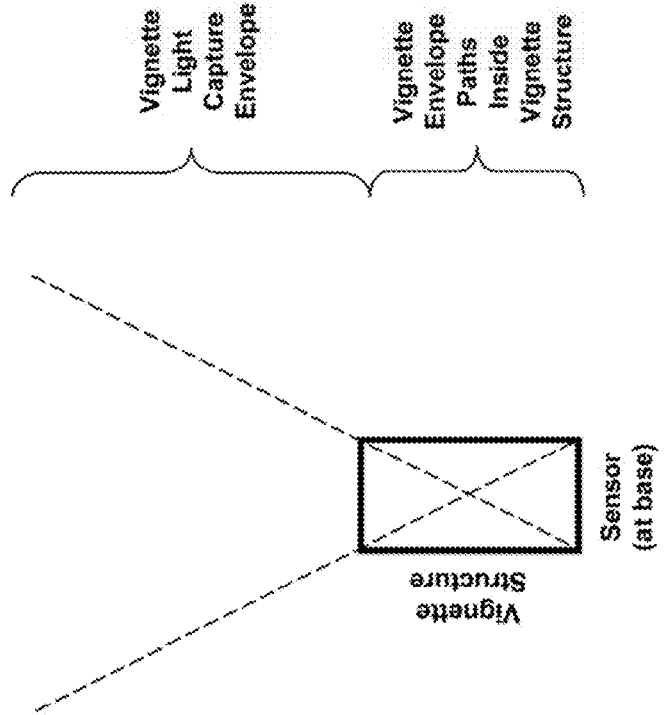 Vignette
Light
Capture
Envelope
Vignette
Envelope
Paths
Inside
Vignette
Structure
Vignette
Structure
Sensor
(at base)